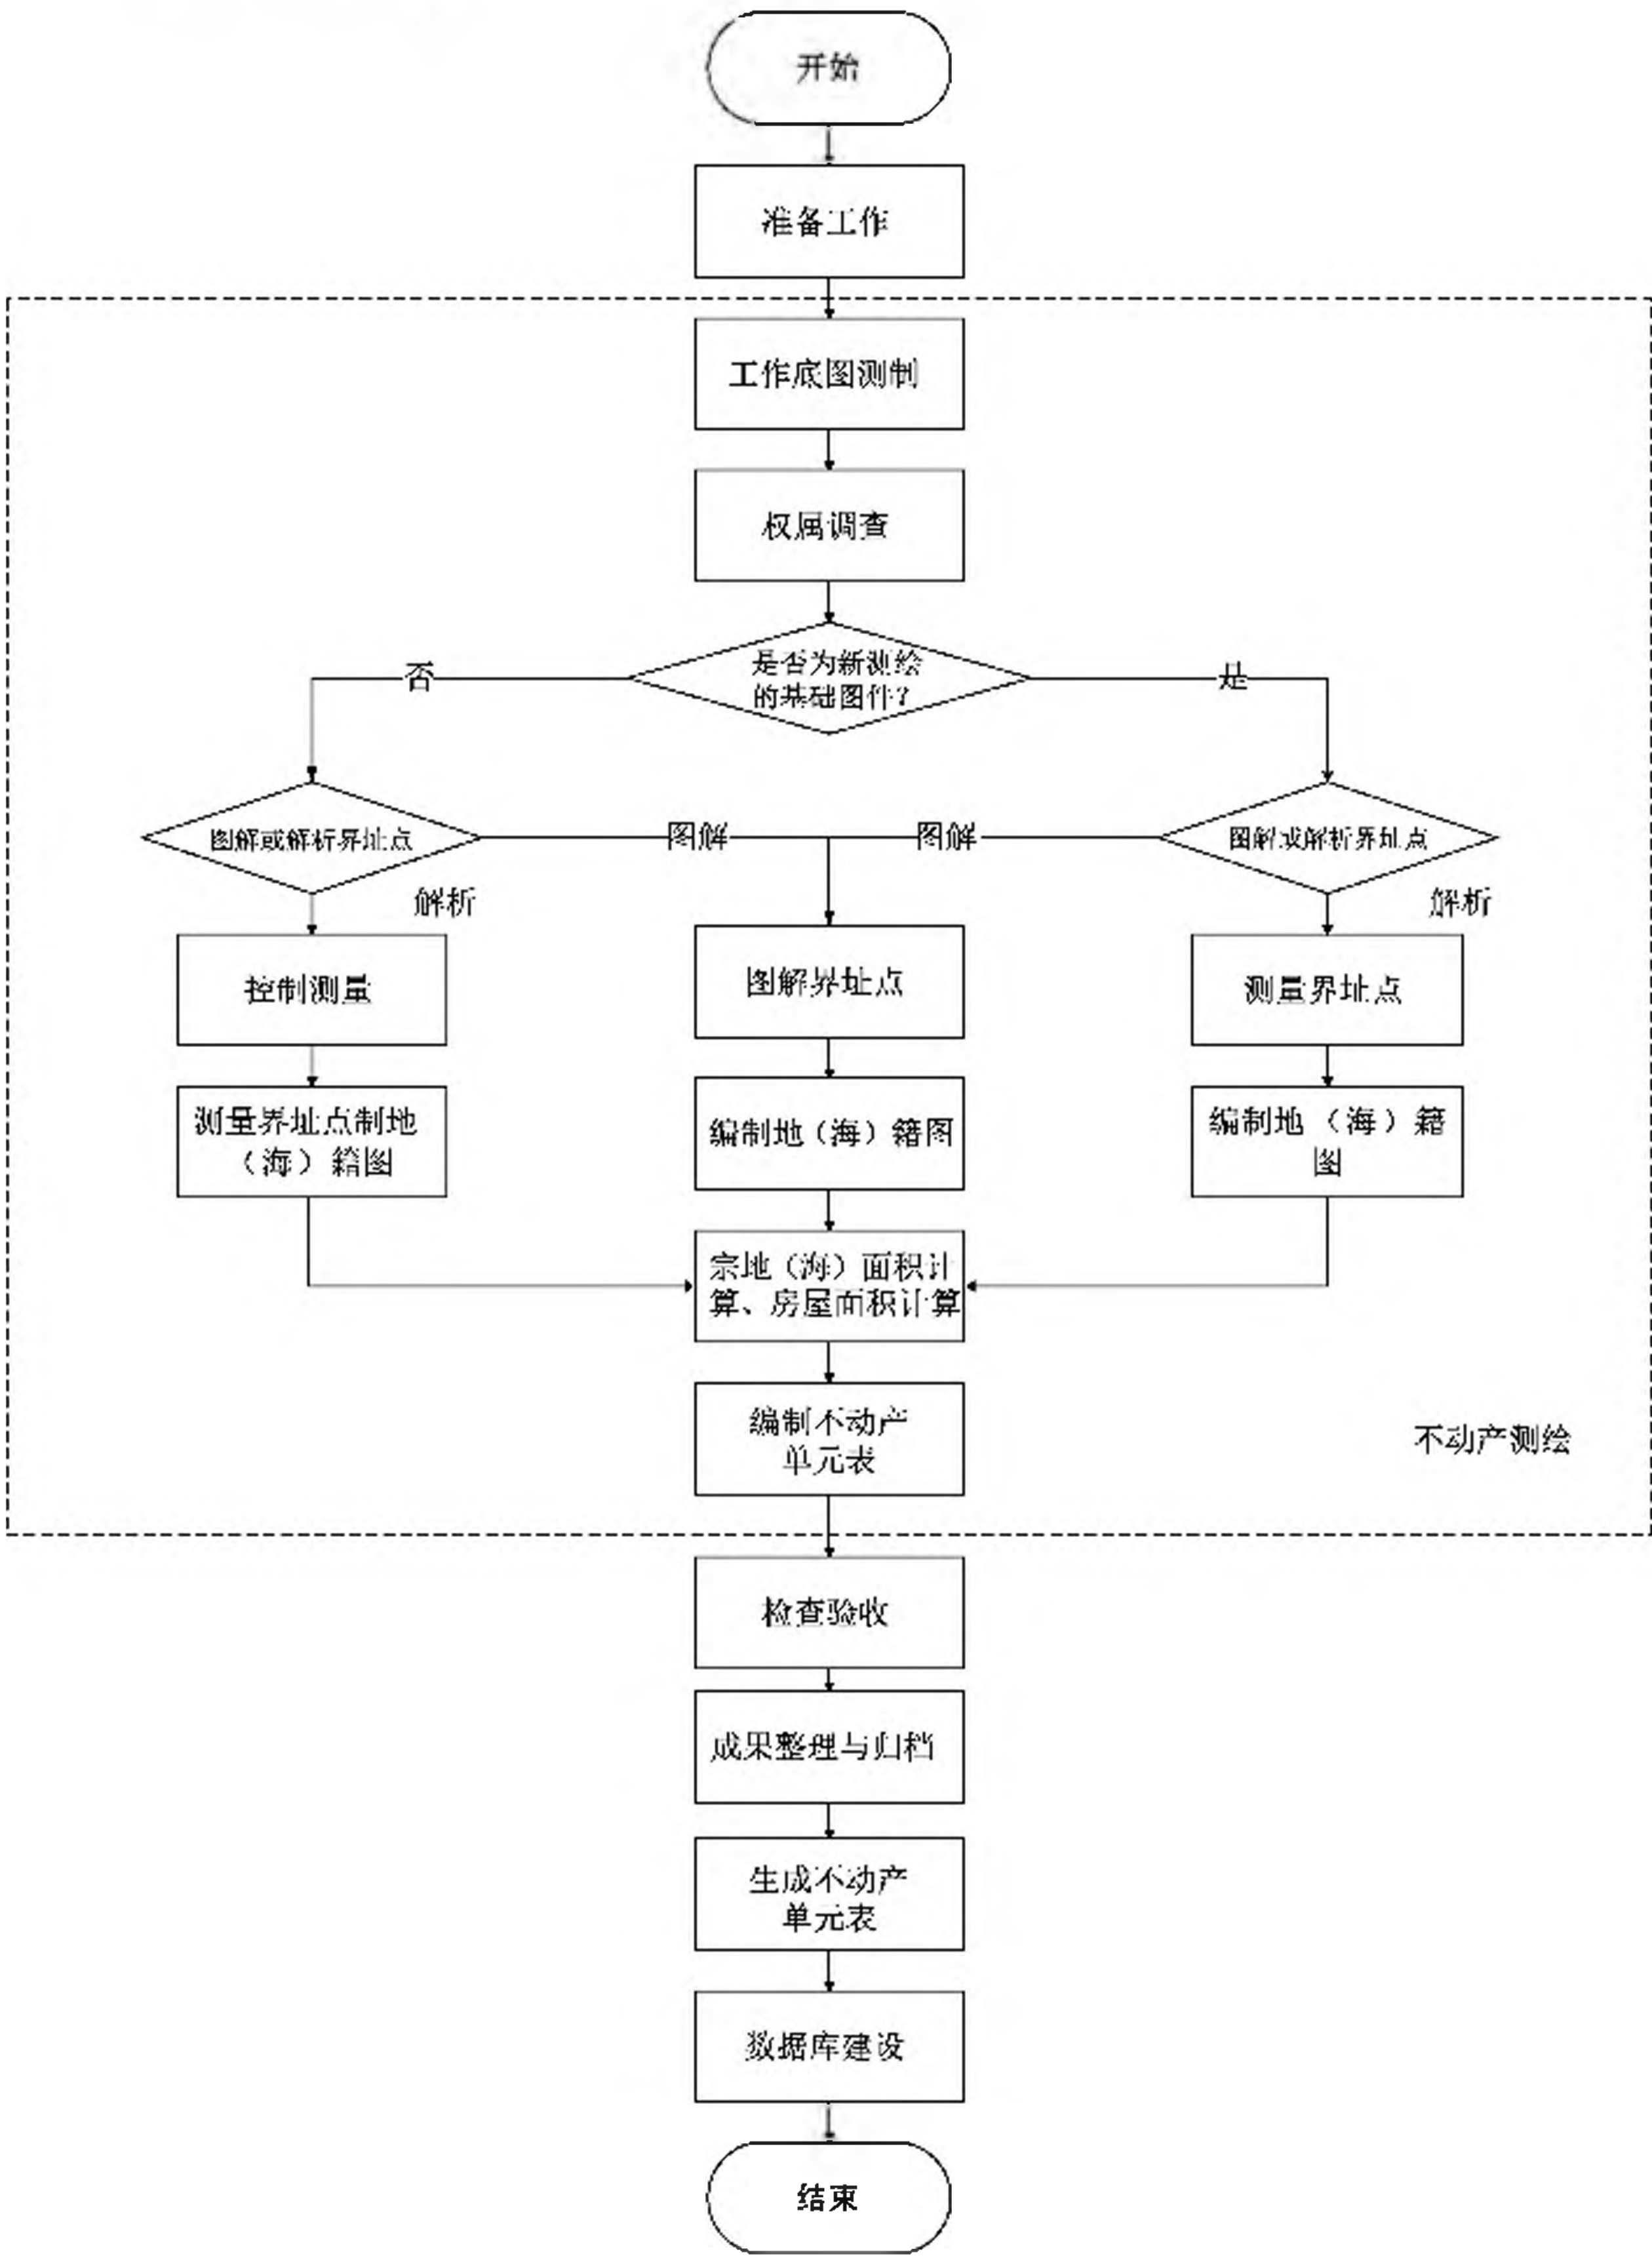 开始
准备工作
工作底图测制
权属调查
是否为新测绘
的基础图件？
否
是
图解或解析界址点
图解
图解
图解或解析界址点
解析
解析
控制测量
图解界址点
测量界址点
测量界址点制地
（海）籍图
编制地（海）籍图
编制地（海）籍
图
宗地（海）面积计
算、房屋面积计算
编制不动产
单元表
不动产测绘
检查验收
成果整理与归档
生成不动产
单元表
数据库建设
结束